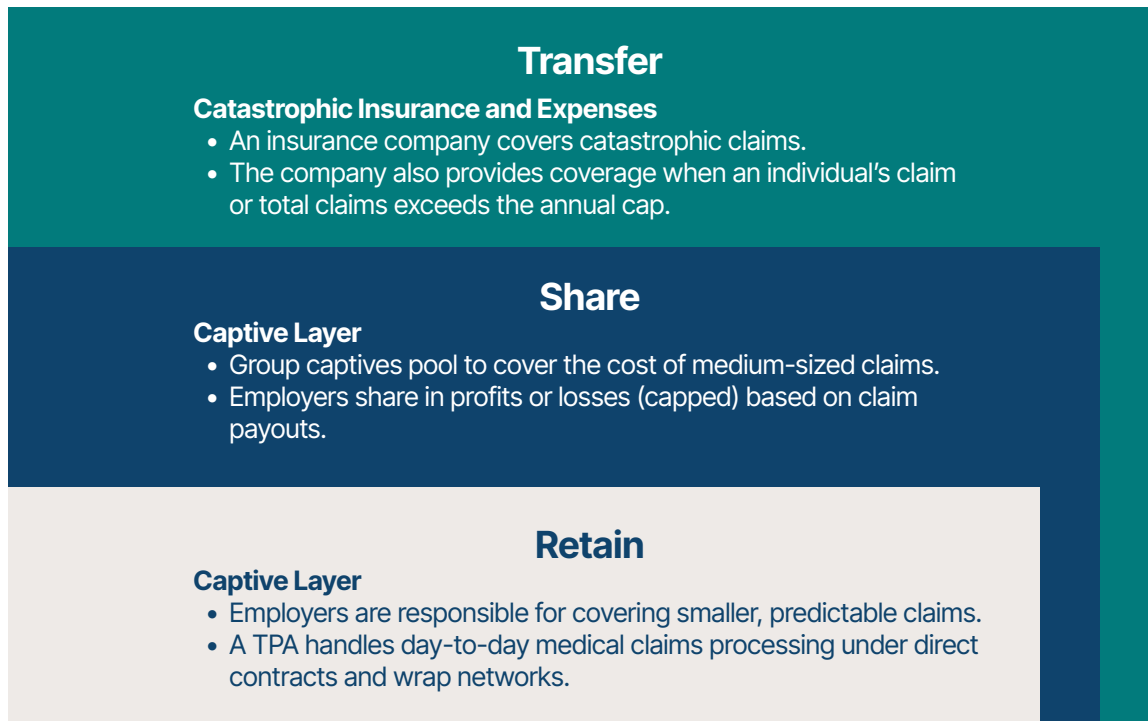 Transfer
Catastrophic Insurance and Expenses
• An insurance company covers catastrophic claims.
• The company also provides coverage when an individual’s claim
or total claims exceeds the annual cap.
Share
Captive Layer
• Group captives pool to cover the cost of medium-sized claims.
• Employers share in profits or losses (capped) based on claim
payouts.
Retain
Captive Layer
• Employers are responsible for covering smaller, predictable claims.
• A TPA handles day-to-day medical claims processing under direct
contracts and wrap networks.